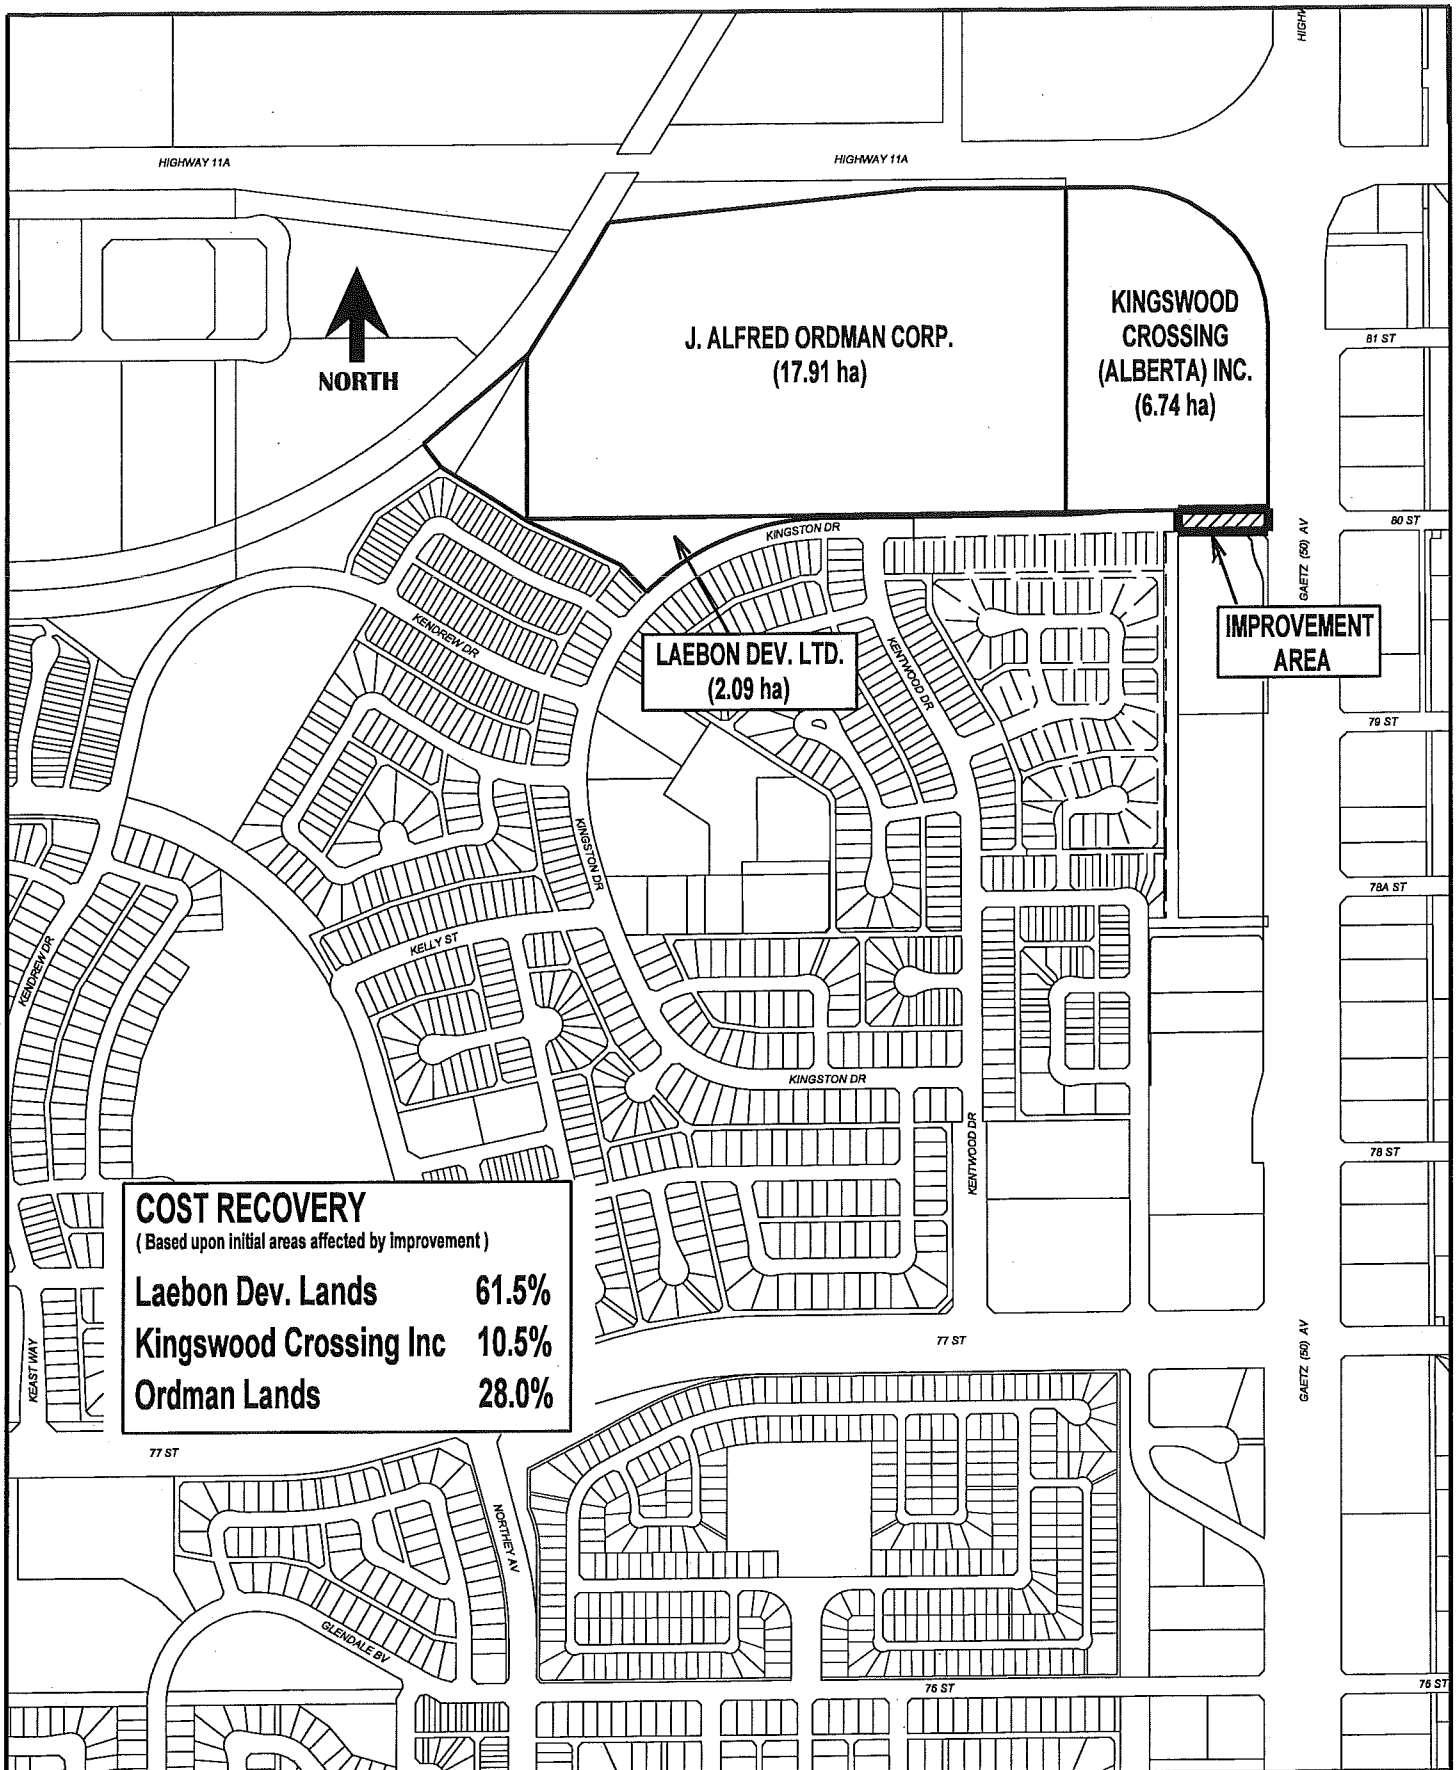 HIGHW
HIGHWAY 11A
HIGHWAY 11A
NORTH
J. ALFRED ORDMAN CORP.
(17.91 ha)
KINGSWOOD
CROSSING
(ALBERTA) INC.
(6.74 ha)
81 ST
80 ST
KINGSTON DR
GAETZ (50) AV
KENDREW DR
LAEBON DEV. LTD.
(2.09 ha)
KENTWOOD DR
IMPROVEMENT
AREA
79 ST
KINGSTON DR
78A ST
KELLY ST
KENDREW DR
KINGSTON DR
KENTWOOD DR
78 ST
COST RECOVERY
( Based upon initial areas affected by improvement )
Laebon Dev. Lands 61.5%
Kingswood Crossing Inc 10.5%
Ordman Lands 28.0%
KEAST WAY
77 ST
GAETZ (50) AV
77 ST
NORTHEY AV
GLENDALE BV
76 ST
76 ST